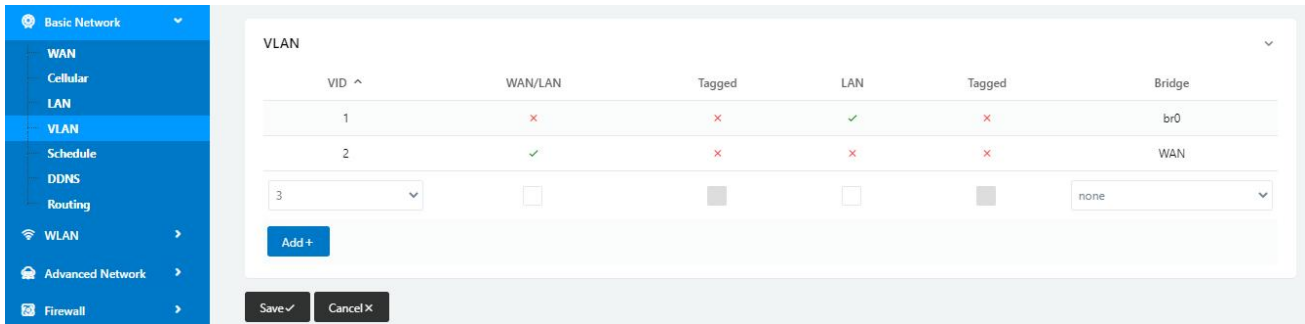 Basic Network
WAN
Cellular
LAN
VLAN
Schedule
DDNS
Routing
WLAN
Advanced Network
Firewall
VLAN
VID WAN/LAN Tagged LAN Tagged Bridge
1 br0
2 WAN
3 none
Add+
Save Cancel